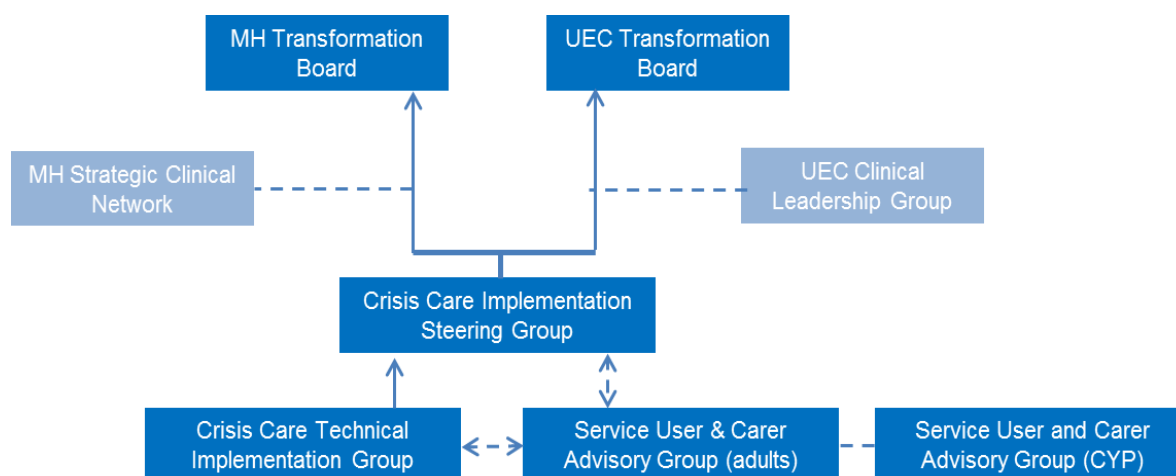 MH Transformation
Board
UEC Transformation
Board
MH Strategic Clinical
Network
UEC Clinical
Leadership Group
Crisis Care Implementation
Steering Group
Crisis Care Technical
Implementation Group
Service User & Carer
Advisory Group (adults)
Service User and Carer
Advisory Group (CYP)